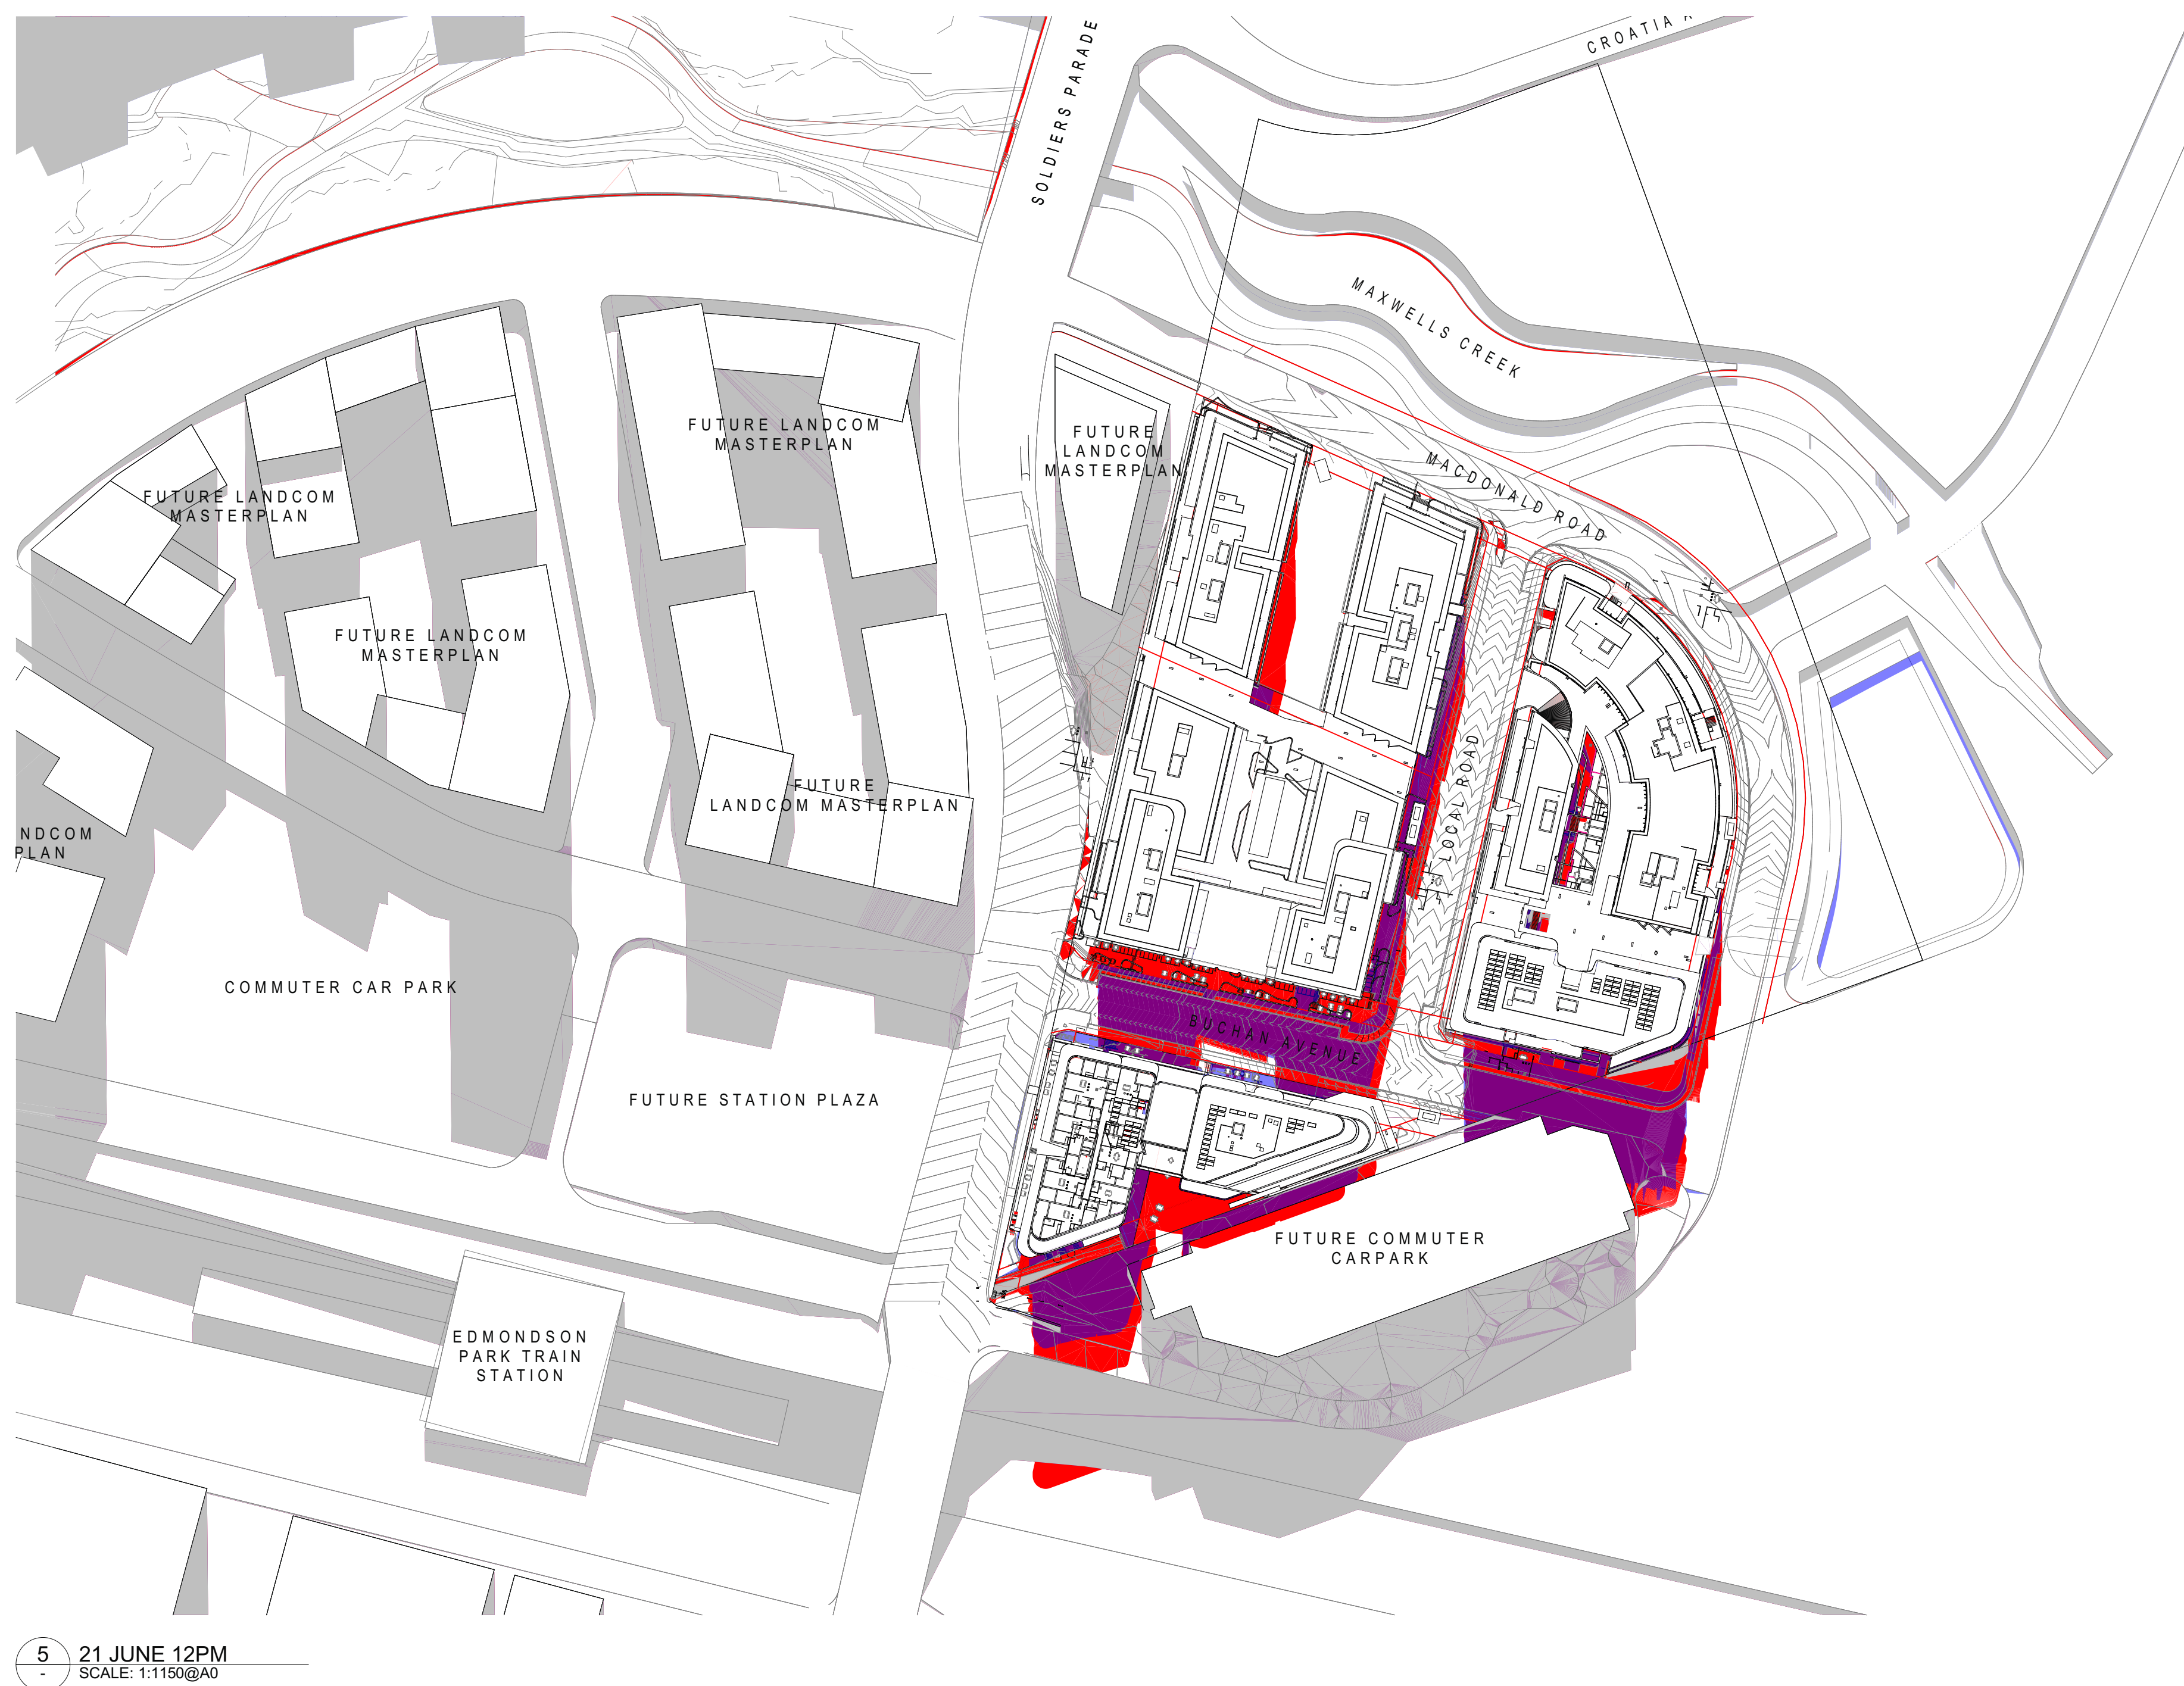 CROATIA
SOLDIERS PARADE
MAXWELLS CREEK
FUTURE LANDCOM
MASTERPLAN
FUTURE
LANDCOM
MASTERPLAN
MACDONALD ROAD
FUTURE LANDCOM
MASTERPLAN
FUTURE LANDCOM
MASTERPLAN
LOCAL ROAD
FUTURE
LANDCOM MASTERPLAN
NDCOM
PLAN
COMMUTER CAR PARK
BUCHAN AVENUE
FUTURE STATION PLAZA
FUTURE COMMUTER
CARPARK
EDMONDSON
PARK TRAIN
STATION
5
-
21 JUNE 12PM
SCALE: 1:1150@A0